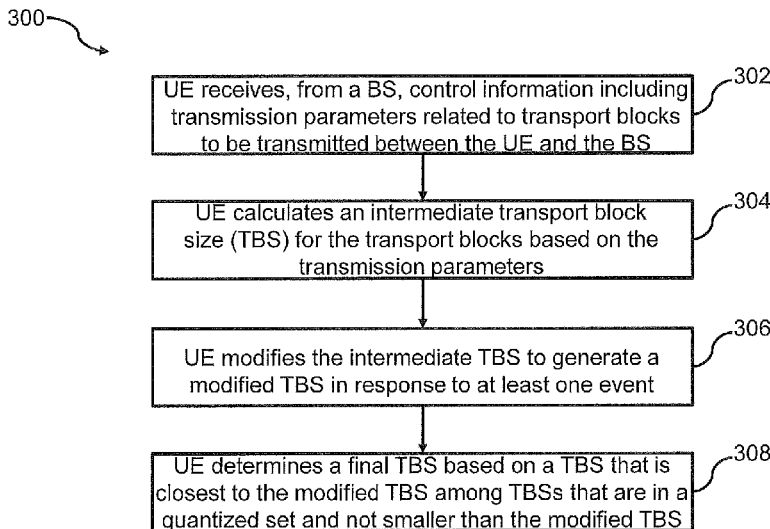 300
302
UE receives, from a BS, control information including
transmission parameters related to transport blocks
to be transmitted between the UE and the BS
304
UE calculates an intermediate transport block
size (TBS) for the transport blocks based on the
transmission parameters
306
UE modifies the intermediate TBS to generate a
modified TBS in response to at least one event
308
UE determines a final TBS based on a TBS that is
closest to the modified TBS among TBSs that are in a
quantized set and not smaller than the modified TBS